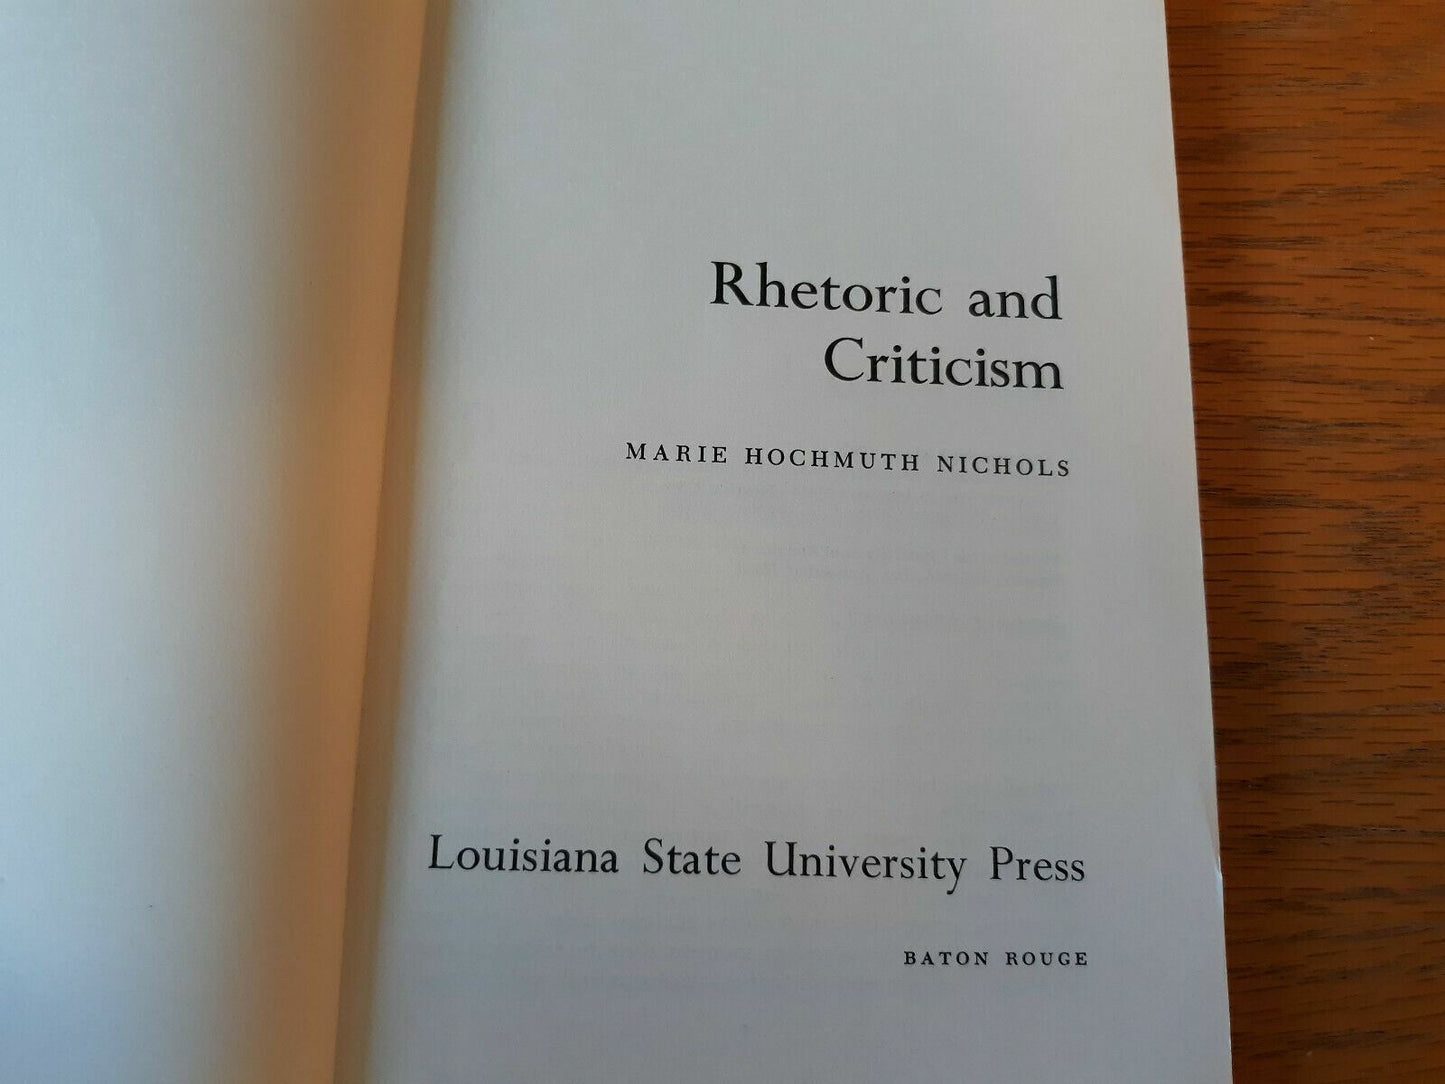 Rhetoric and
Criticism
MARIE HOCHMUTH NICHOLS
Louisiana State University Press
BATON ROUGE